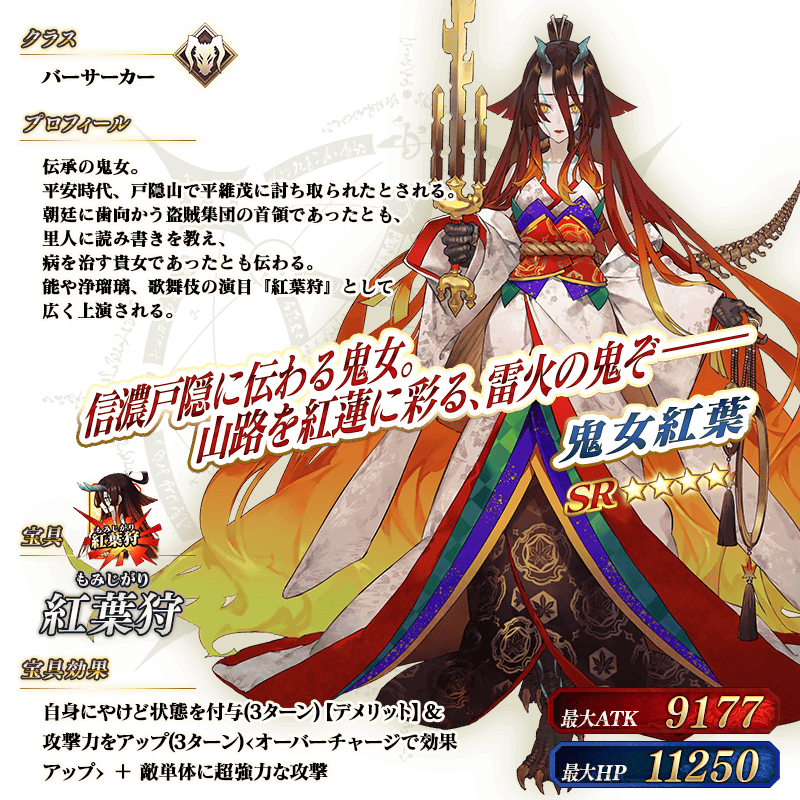 クラス
バーサーカー
プロフィール
伝承の鬼女。
平安時代、戸隠山で平維茂に討ち取られたとされる。
朝廷に歯向かう盗賊集団の首領であったとも、
里人に読み書きを教え、
病を治す貴女であったとも伝わる。
能や浄瑠璃、歌舞伎の演目『紅葉狩』として
広く上演される。
信濃戸隠に伝わる鬼女。
山路を紅蓮に彩る、雷火の鬼ぞ――
鬼女紅葉
SR★★★★
宝具
もみじがり
紅葉狩
もみじがり
紅葉狩
宝具効果
自身にやけど状態を付与(3ターン)【デメリット】&
攻撃力をアップ(3ターン)<オーバーチャージで効果
アップ> + 敵単体に超強力な攻撃
最大ATK 9177
最大HP 11250